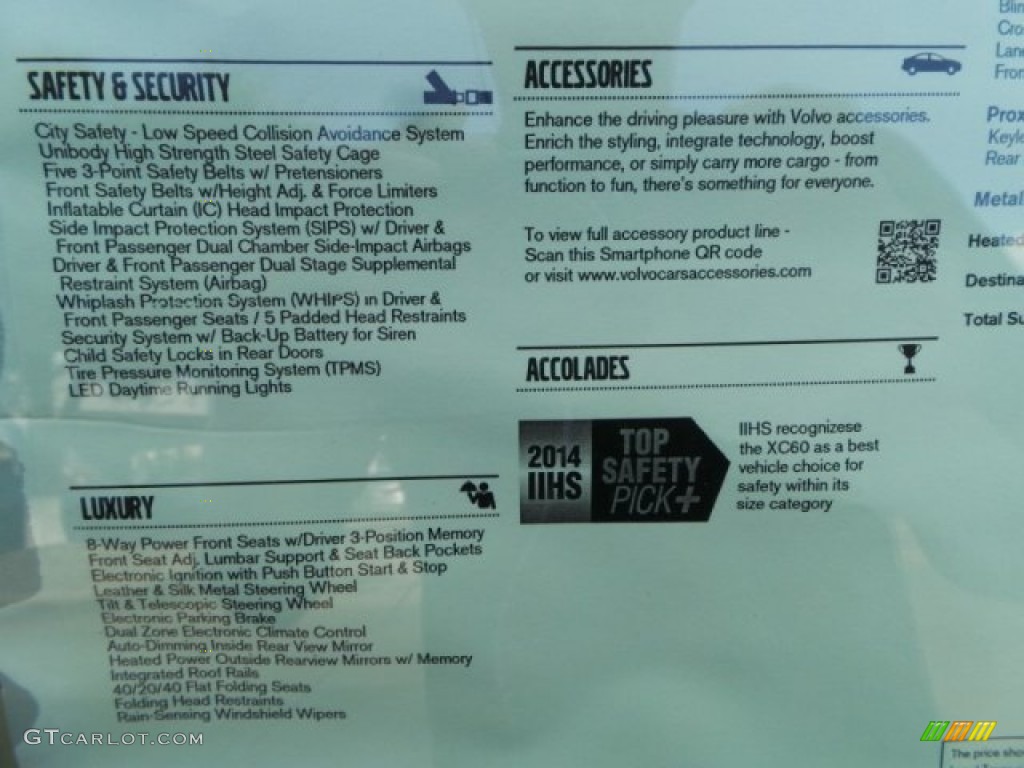 SAFETY & SECURITY
City Safety - Low Speed Collision Avoidance System
Unibody High Strength Steel Safety Cage
Five 3-Point Safety Belts w/ Pretensioners
Front Safety Belts w/Height Adj. & Force Limiters
Inflatable Curtain (IC) Head Impact Protection
Side Impact Protection System (SIPS) w/ Driver &
Front Passenger Dual Chamber Side-Impact Airbags
Driver & Front Passenger Dual Stage Supplemental
Restraint System (Airbag)
Whiplash Protection System (WHIPS) in Driver &
Front Passenger Seats / 5 Padded Head Restraints
Security System w/ Back-Up Battery for Siren
Child Safety Locks in Rear Doors
Tire Pressure Monitoring System (TPMS)
LED Daytime Running Lights
LUXURY
8-Way Power Front Seats w/Driver 3-Position Memory
Front Seat Adj. Lumbar Support & Seat Back Pockets
Electronic Ignition with Push Button Start & Stop
Leather & Silk Metal Steering Wheel
Tilt & Telescopic Steering Wheel
Electronic Parking Brake
Dual Zone Electronic Climate Control
Auto-Dimming Inside Rear View Mirror
Heated Power Outside Rearview Mirrors w/ Memory
Integrated Roof Rails
40/20/40 Flat Folding Seats
Folding Head Restraints
Rain-Sensing Windshield Wipers
ACCESSORIES
Enhance the driving pleasure with Volvo accessories.
Enrich the styling, integrate technology, boost
performance, or simply carry more cargo - from
function to fun, there's something for everyone.
To view full accessory product line -
Scan this Smartphone QR code
or visit www.volvocarsaccessories.com
ACCOLADES
2014
IIHS
TOP
SAFETY
PICK+
IIHS recognizese
the XC60 as a best
vehicle choice for
safety within its
size category
Rear
Metal
Heated
Destina
Total Su
The price sho
GTCARLOT.COM